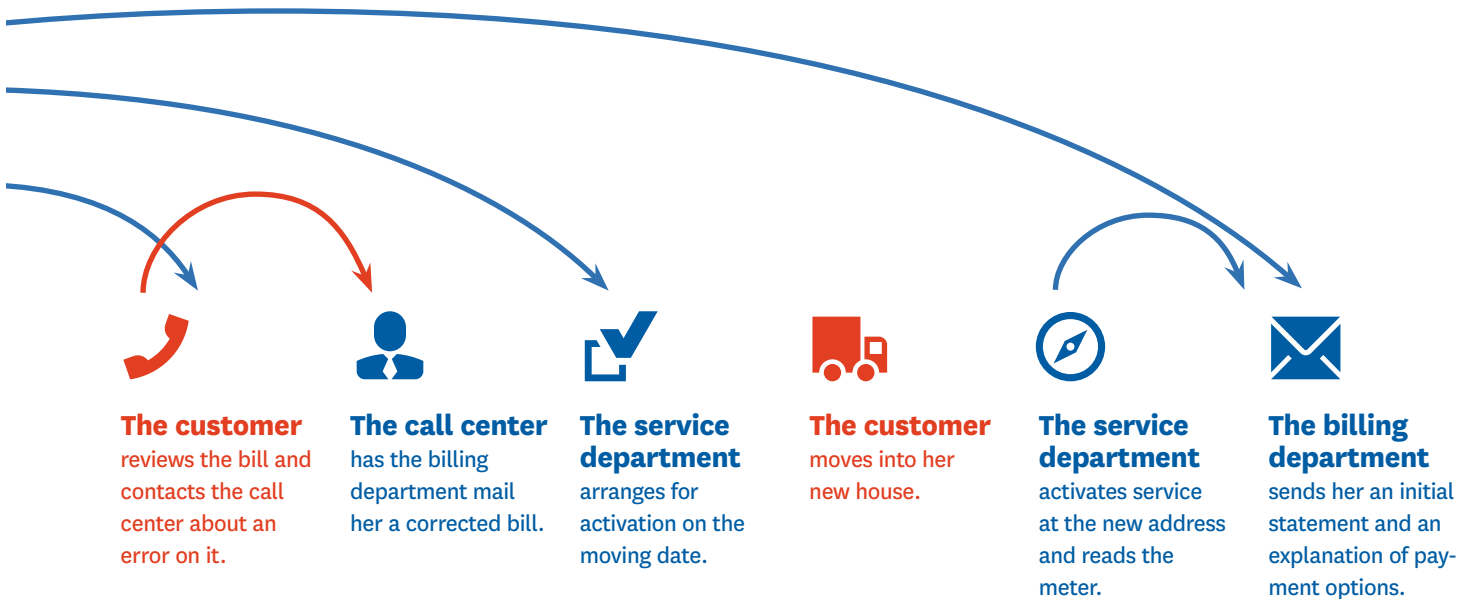 The customer
reviews the bill and
contacts the call
center about an
error on it.
The call center
has the billing
department mail
her a corrected bill.
The service
department
arranges for
activation on the
moving date.
The customer
moves into her
new house.
The service
department
activates service
at the new address
and reads the
meter.
The billing
department
sends her an initial
statement and an
explanation of pay-
ment options.